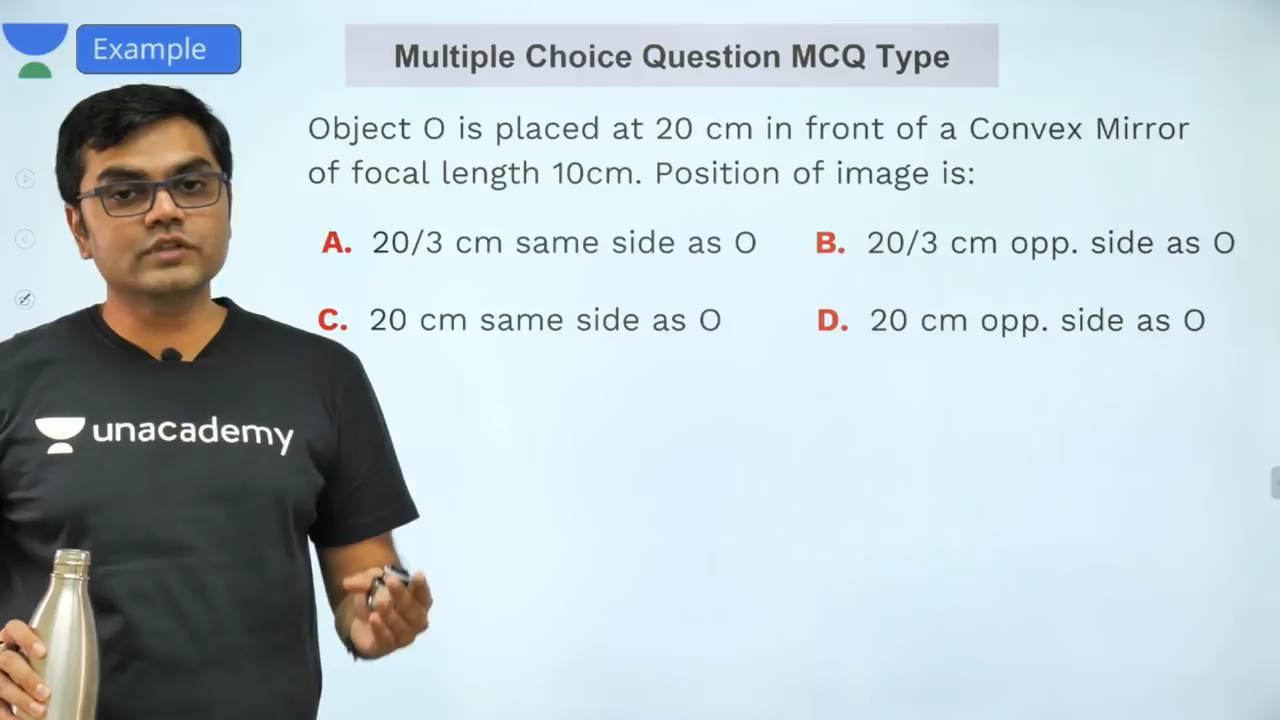 Example
Multiple Choice Question MCQ Type
Object O is placed at 20 cm in front of a Convex Mirror
of focal length 10cm. Position of image is:
A. 20/3 cm same side as O
B. 20/3 cm opp. side as O
C. 20 cm same side as O
D. 20 cm opp. side as O
unacademy